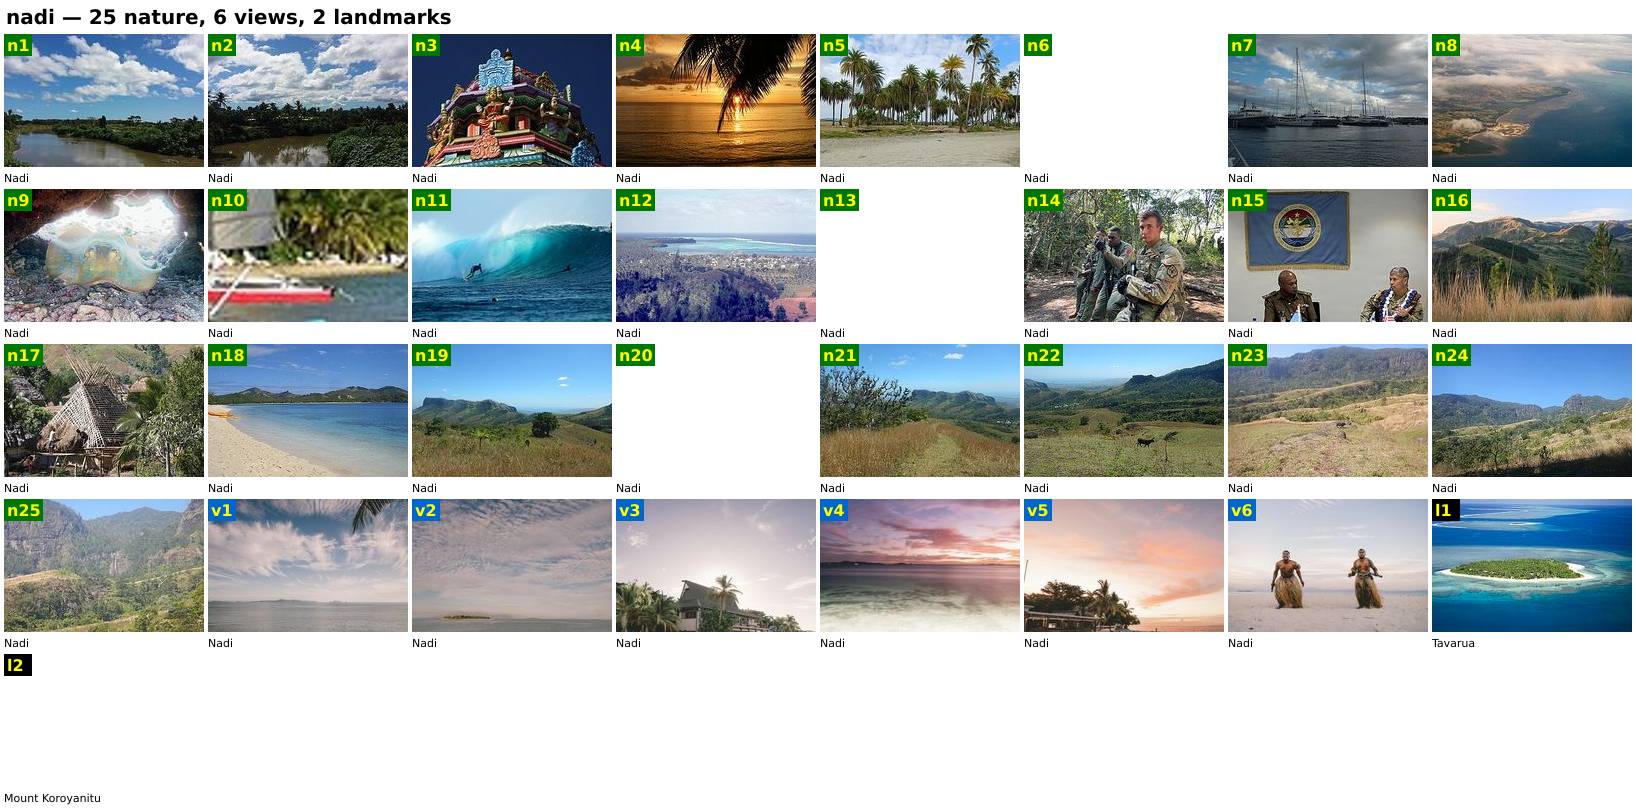 nadi — 25 nature, 6 views, 2 landmarks
n1 n2 n3 n4 n5 n6 n7 n8
Nadi Nadi Nadi Nadi Nadi Nadi Nadi Nadi
n9 n10 n11 n12 n13 n14 n15 n16
Nadi Nadi Nadi Nadi Nadi Nadi Nadi Nadi
n17 n18 n19 n20 n21 n22 n23 n24
Nadi Nadi Nadi Nadi Nadi Nadi Nadi Nadi
n25 v1 v2 v3 v4 v5 v6 l1
Nadi Nadi Nadi Nadi Nadi Nadi Nadi Tavarua
l2
Mount Koroyanitu